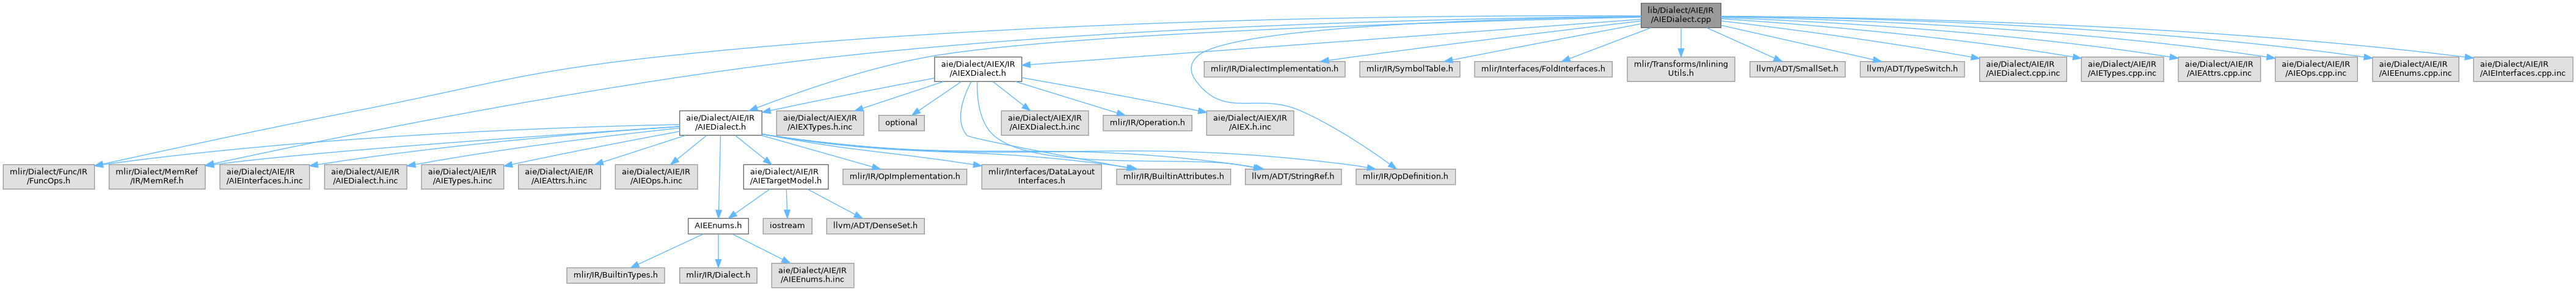 lib/Dialect/AIE/IR
/AIEDialect.cpp
aie/Dialect/AIEX/IR
/AIEXDialect.h
mlir/IR/DialectImplementation.h
mlir/IR/SymbolTable.h
mlir/Interfaces/FoldInterfaces.h
mlir/Transforms/Inlining
Utils.h
llvm/ADT/SmallSet.h
llvm/ADT/TypeSwitch.h
aie/Dialect/AIE/IR
/AIEDialect.cpp.inc
aie/Dialect/AIE/IR
/AIETypes.cpp.inc
aie/Dialect/AIE/IR
/AIEAttrs.cpp.inc
aie/Dialect/AIE/IR
/AIEOps.cpp.inc
aie/Dialect/AIE/IR
/AIEEnums.cpp.inc
aie/Dialect/AIE/IR
/AIEInterfaces.cpp.inc
aie/Dialect/AIE/IR
/AIEDialect.h
aie/Dialect/AIEX/IR
/AIEXTypes.h.inc
optional
aie/Dialect/AIEX/IR
/AIEXDialect.h.inc
mlir/IR/Operation.h
aie/Dialect/AIEX/IR
/AIEX.h.inc
mlir/Dialect/Func/IR
/FuncOps.h
mlir/Dialect/MemRef
/IR/MemRef.h
aie/Dialect/AIE/IR
/AIEInterfaces.h.inc
aie/Dialect/AIE/IR
/AIEDialect.h.inc
aie/Dialect/AIE/IR
/AIETypes.h.inc
aie/Dialect/AIE/IR
/AIEAttrs.h.inc
aie/Dialect/AIE/IR
/AIEOps.h.inc
aie/Dialect/AIE/IR
/AIETargetModel.h
mlir/IR/OpImplementation.h
mlir/Interfaces/DataLayout
Interfaces.h
mlir/IR/BuiltinAttributes.h
llvm/ADT/StringRef.h
mlir/IR/OpDefinition.h
AIEEnums.h
iostream
llvm/ADT/DenseSet.h
mlir/IR/BuiltinTypes.h
mlir/IR/Dialect.h
aie/Dialect/AIE/IR
/AIEEnums.h.inc